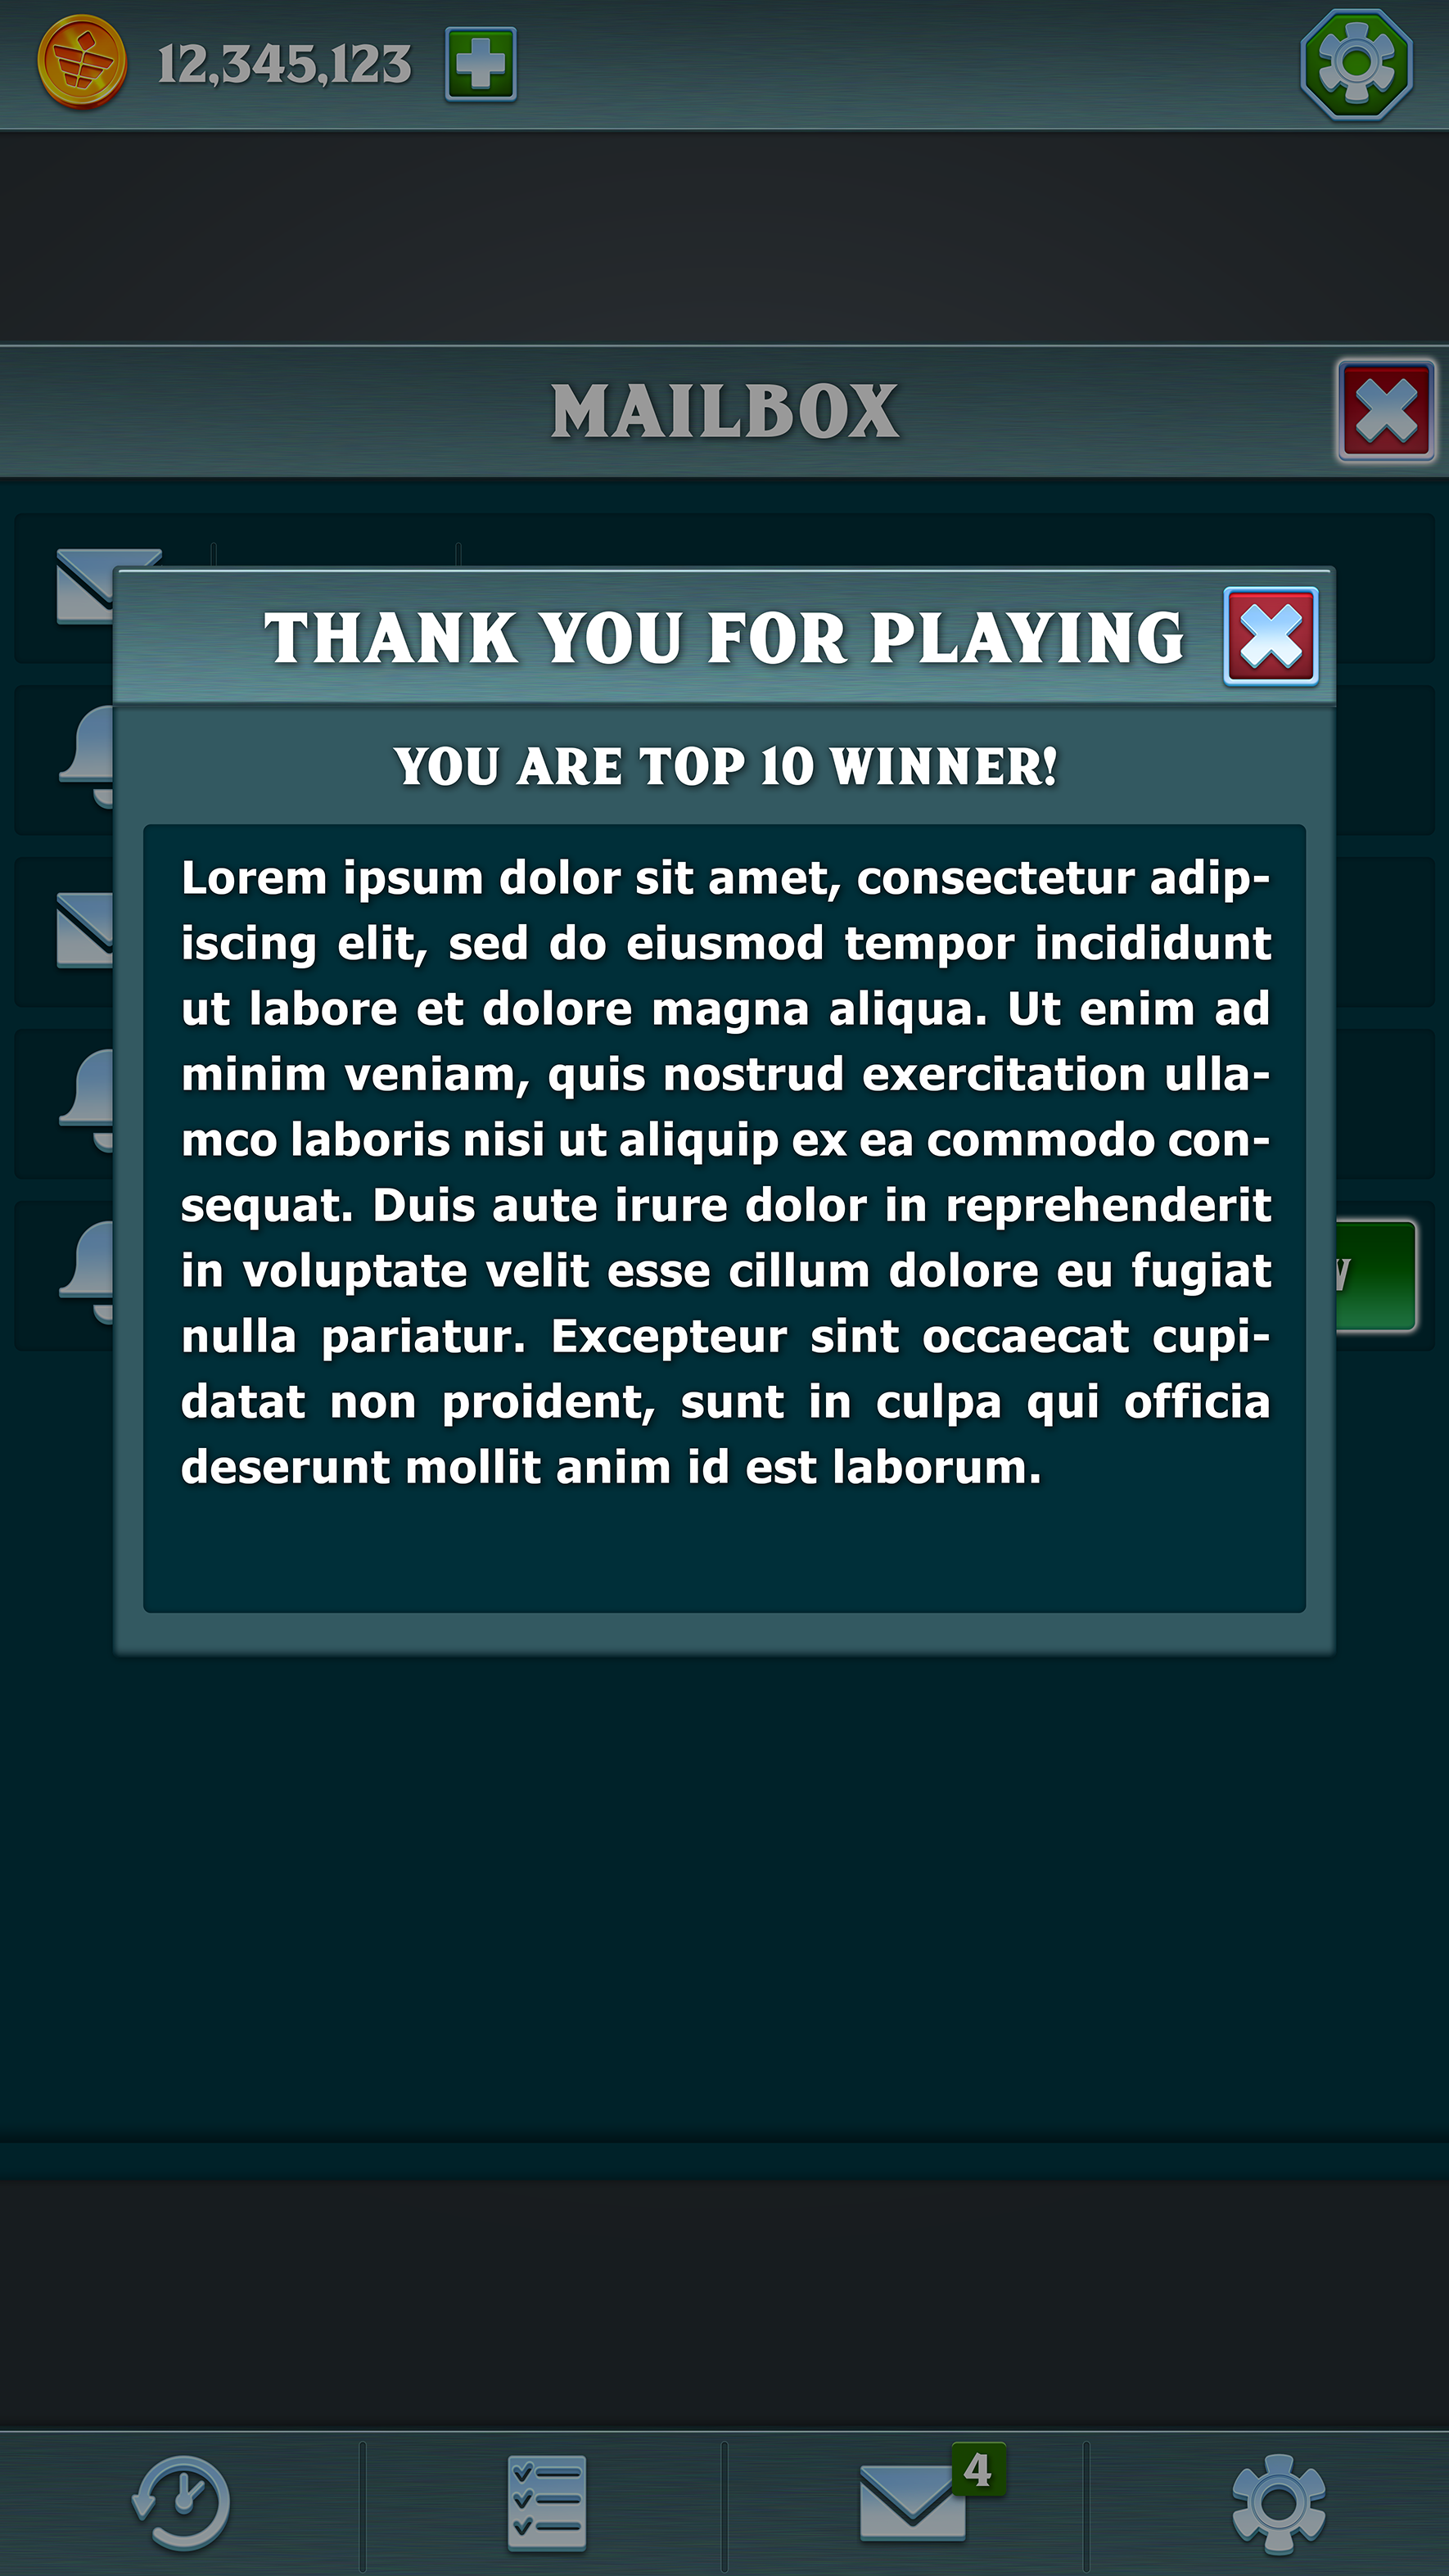 12,345,123
MAILBOX
THANK YOU FOR PLAYING
YOU ARE TOP 10 WINNER!
Lorem ipsum dolor sit amet, consectetur adip-
iscing elit, sed do eiusmod tempor incididunt
ut labore et dolore magna aliqua. Ut enim ad
minim veniam, quis nostrud exercitation ulla-
mco laboris nisi ut aliquip ex ea commodo con-
sequat. Duis aute irure dolor in reprehenderit
in voluptate velit esse cillum dolore eu fugiat
nulla pariatur. Excepteur sint occaecat cupi-
datat non proident, sunt in culpa qui officia
deserunt mollit anim id est laborum.
4